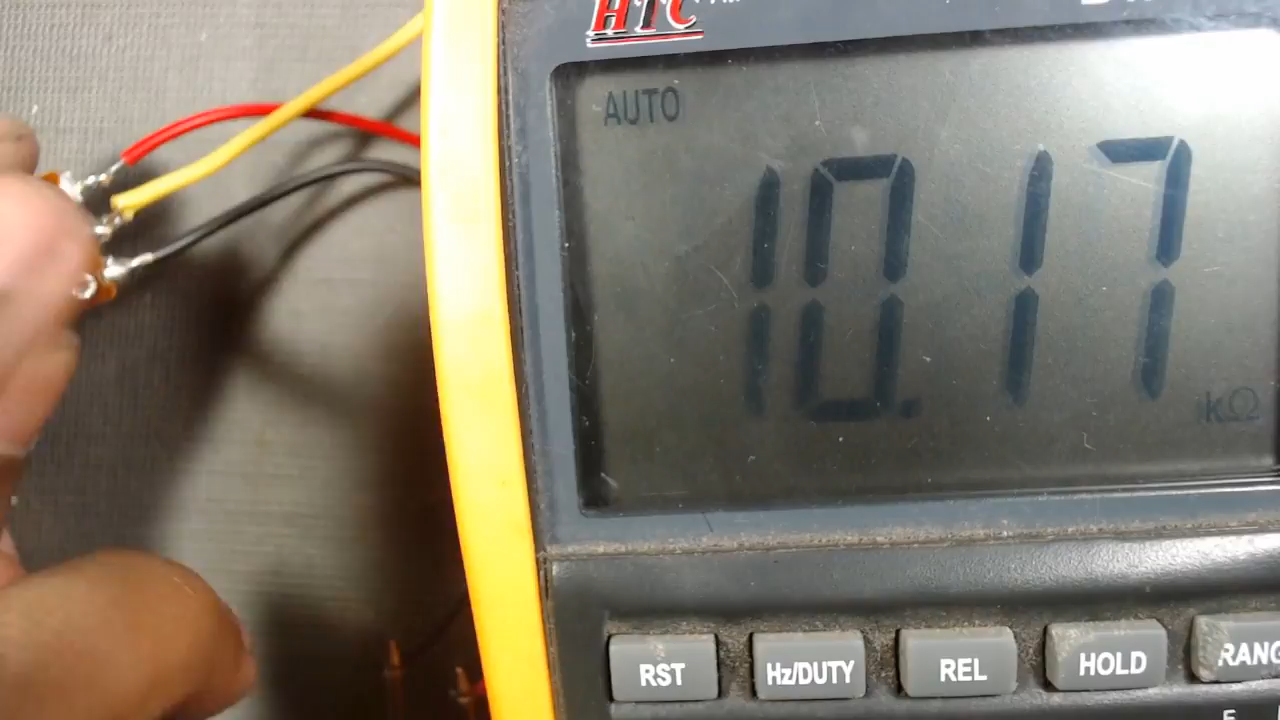 HTC
AUTO
10.17
kΩ
RST Hz/DUTY REL HOLD RANG